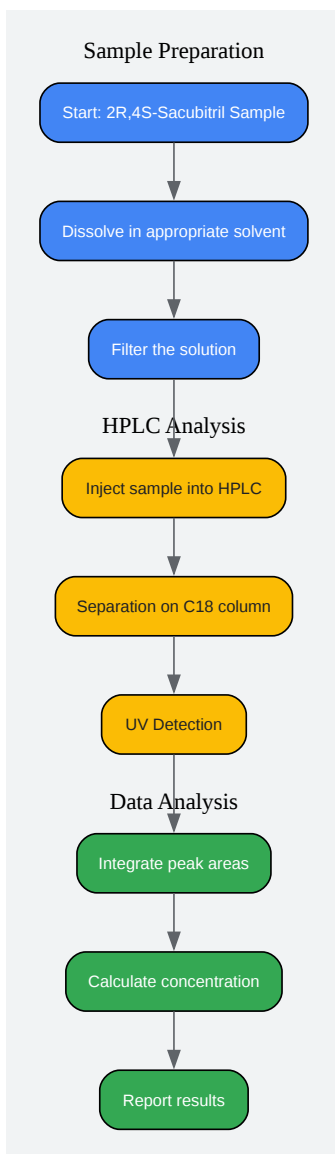 Sample Preparation
Start: 2R,4S-Sacubitril Sample
Dissolve in appropriate solvent
Filter the solution
HPLC Analysis
Inject sample into HPLC
Separation on C18 column
UV Detection
Data Analysis
Integrate peak areas
Calculate concentration
Report results